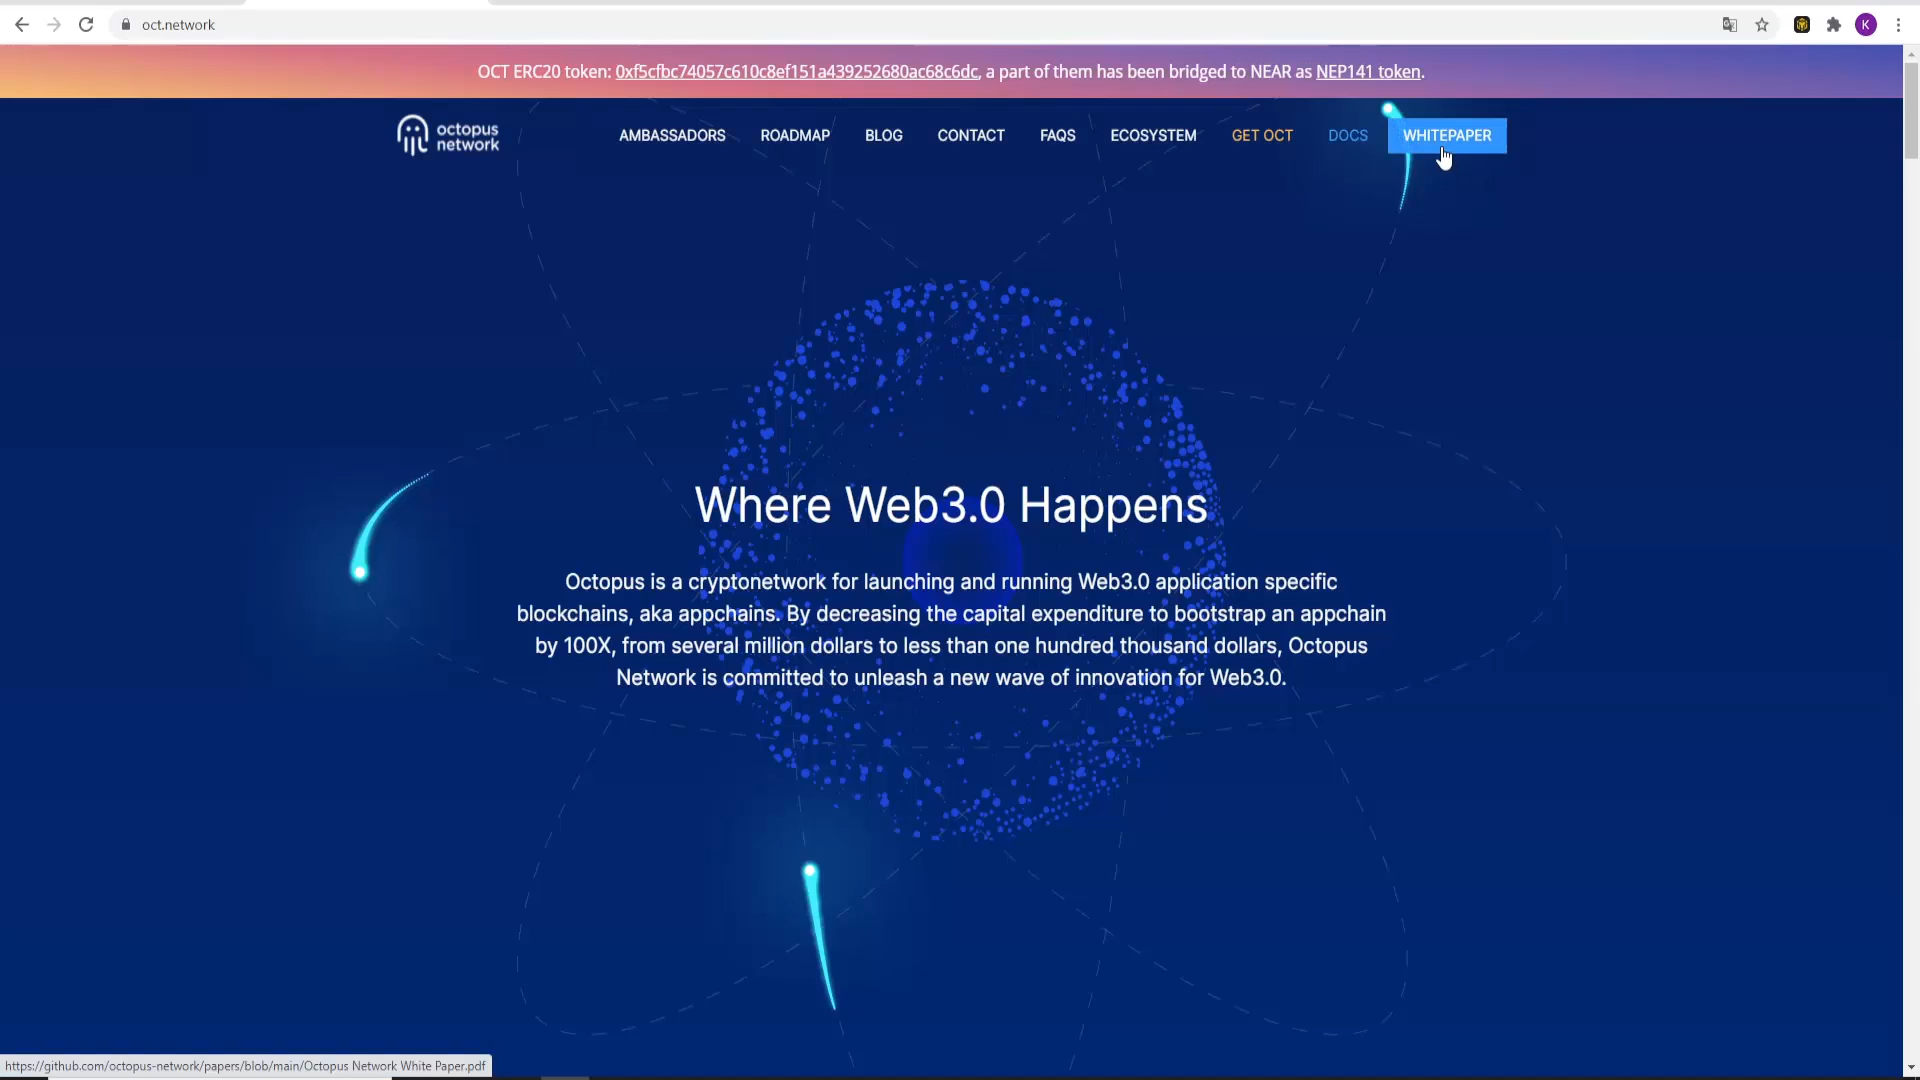 oct.network
K
OCT ERC20 token: 0xf5cfbc74057c610c8ef151a439252680ac68c6dc, a part of them has been bridged to NEAR as NEP141 token.
octopus
network
AMBASSADORS ROADMAP BLOG CONTACT FAQS ECOSYSTEM GET OCT DOCS WHITEPAPER
Where Web3.0 Happens
Octopus is a cryptonetwork for launching and running Web3.0 application specific
blockchains, aka appchains. By decreasing the capital expenditure to bootstrap an appchain
by 100X, from several million dollars to less than one hundred thousand dollars, Octopus
Network is committed to unleash a new wave of innovation for Web3.0.
https://github.com/octopus-network/papers/blob/main/Octopus Network White Paper.pdf